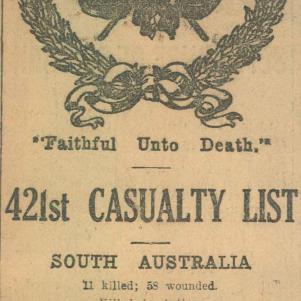 "Faithful Unto Death."
421st CASUALTY LIST
SOUTH AUSTRALIA
11 killed; 58 wounded.